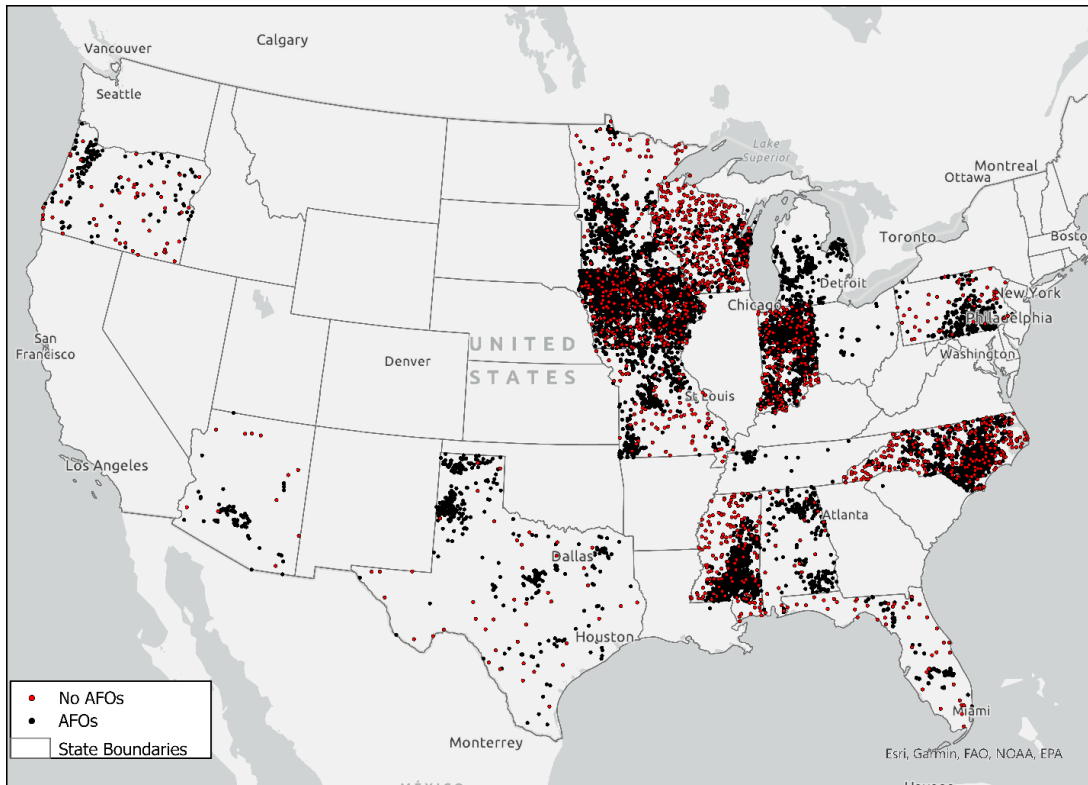 Calgary
Vancouver
Seattle
Lake
Superior
Montreal
Ottawa
Toronto
Boston
Detroit
Chicago
New York
Philadelphia
San
Francisco
Denver
UNITED
STATES
Washington
St Louis
Los Angeles
Atlanta
Dallas
Houston
Miami
Monterrey
MÉXICO
No AFOs
AFOs
State Boundaries
Esri, Garmin, FAO, NOAA, EPA